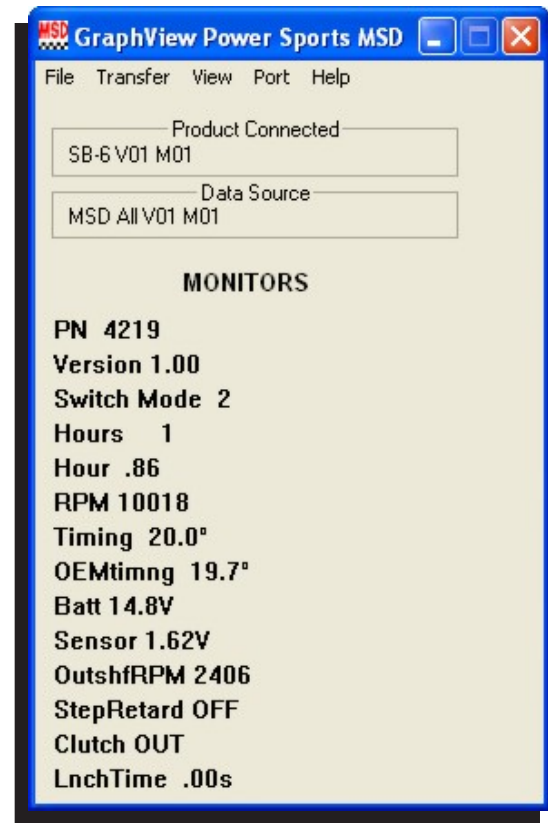 MSD GraphView Power Sports MSD
File Transfer View Port Help
Product Connected
SB-6 V01 M01
Data Source
MSD All V01 M01
MONITORS
PN 4219
Version 1.00
Switch Mode 2
Hours 1
Hour .86
RPM 10018
Timing 20.0°
OEMtimng 19.7°
Batt 14.8V
Sensor 1.62V
OutshfRPM 2406
StepRetard OFF
Clutch OUT
LnchTime .00s